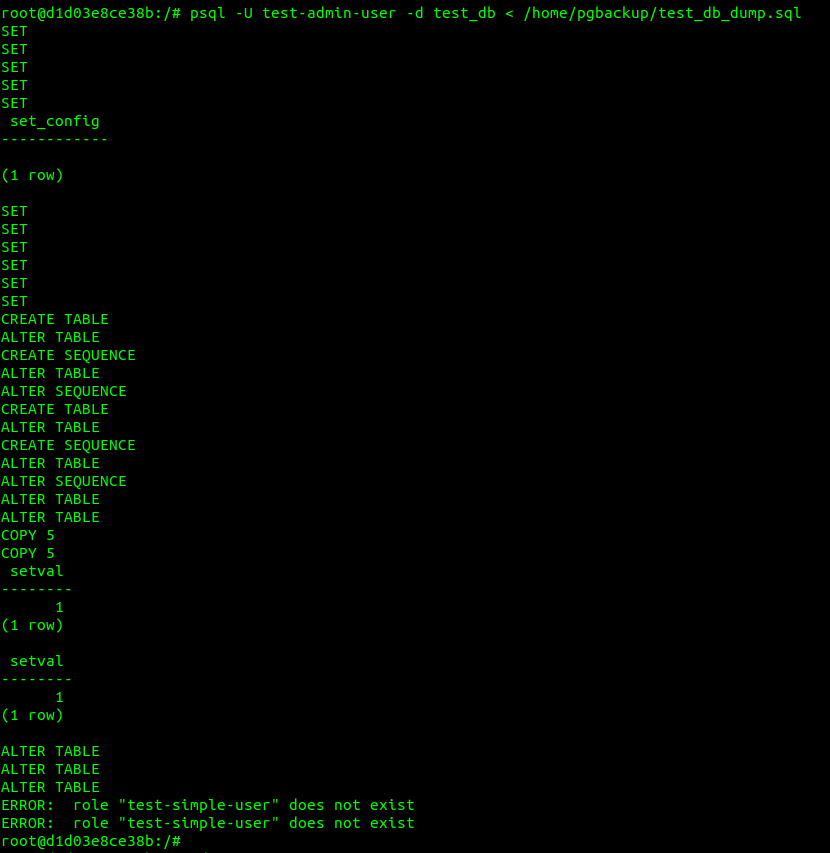 root@d1d03e8ce38b:/# psql -U test-admin-user -d test_db < /home/pgbackup/test_db_dump.sql
SET
SET
SET
SET
SET
 set_config
------------

(1 row)

SET
SET
SET
SET
SET
SET
CREATE TABLE
ALTER TABLE
CREATE SEQUENCE
ALTER TABLE
ALTER SEQUENCE
CREATE TABLE
ALTER TABLE
CREATE SEQUENCE
ALTER TABLE
ALTER SEQUENCE
ALTER TABLE
ALTER TABLE
COPY 5
COPY 5
 setval
--------
      1
(1 row)

 setval
--------
      1
(1 row)

ALTER TABLE
ALTER TABLE
ALTER TABLE
ERROR:  role "test-simple-user" does not exist
ERROR:  role "test-simple-user" does not exist
root@d1d03e8ce38b:/#